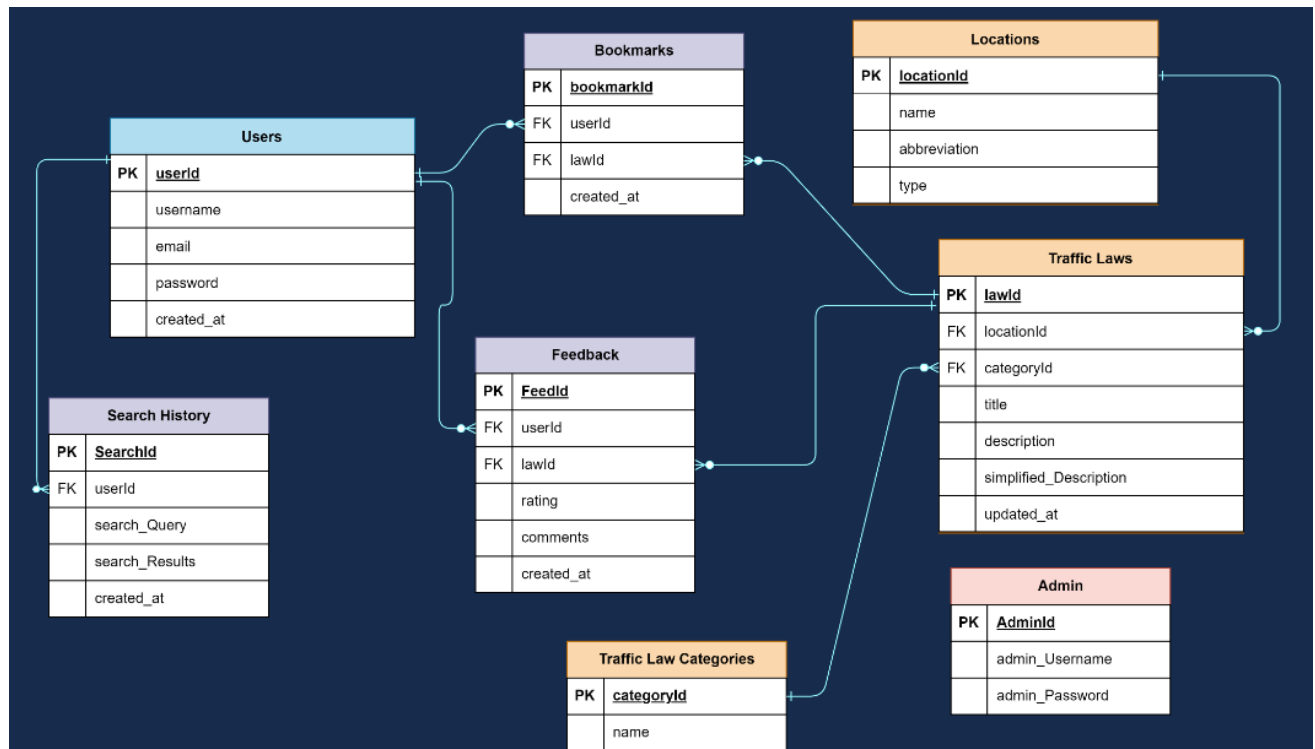 Bookmarks
PK bookmarkId
FK userId
FK lawId
created_at
Locations
PK locationId
name
abbreviation
type
Users
PK userId
username
email
password
created_at
Traffic Laws
PK lawId
FK locationId
FK categoryId
title
description
simplified_Description
updated_at
Feedback
PK FeedId
FK userId
FK lawId
rating
comments
created_at
Search History
PK SearchId
FK userId
search_Query
search_Results
created_at
Admin
PK AdminId
admin_Username
admin_Password
Traffic Law Categories
PK categoryId
name